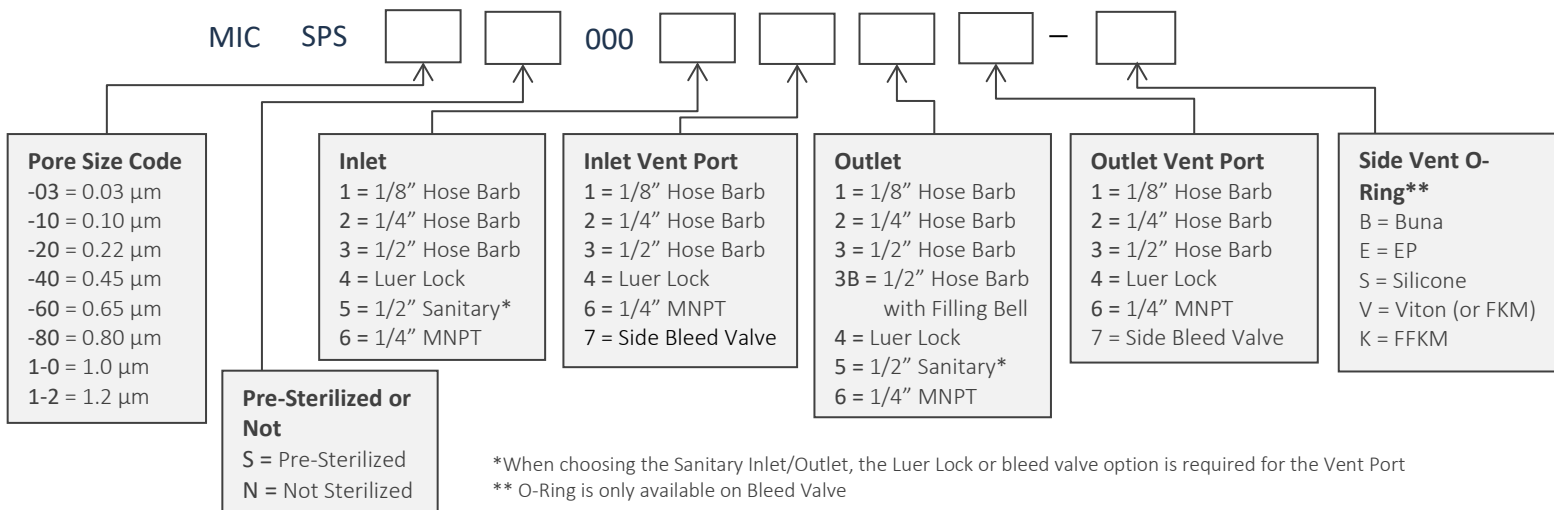 MIC SPS 000 –
Pore Size Code
-03 = 0.03 µm
-10 = 0.10 µm
-20 = 0.22 µm
-40 = 0.45 µm
-60 = 0.65 µm
-80 = 0.80 µm
1-0 = 1.0 µm
1-2 = 1.2 µm
Pre-Sterilized or
Not
S = Pre-Sterilized
N = Not Sterilized
Inlet
1 = 1/8” Hose Barb
2 = 1/4” Hose Barb
3 = 1/2” Hose Barb
4 = Luer Lock
5 = 1/2” Sanitary*
6 = 1/4” MNPT
Inlet Vent Port
1 = 1/8” Hose Barb
2 = 1/4” Hose Barb
3 = 1/2” Hose Barb
4 = Luer Lock
6 = 1/4” MNPT
7 = Side Bleed Valve
Outlet
1 = 1/8” Hose Barb
2 = 1/4” Hose Barb
3 = 1/2” Hose Barb
3B = 1/2” Hose Barb
with Filling Bell
4 = Luer Lock
5 = 1/2” Sanitary*
6 = 1/4” MNPT
Outlet Vent Port
1 = 1/8” Hose Barb
2 = 1/4” Hose Barb
3 = 1/2” Hose Barb
4 = Luer Lock
6 = 1/4” MNPT
7 = Side Bleed Valve
Side Vent O-
Ring**
B = Buna
E = EP
S = Silicone
V = Viton (or FKM)
K = FFKM
*When choosing the Sanitary Inlet/Outlet, the Luer Lock or bleed valve option is required for the Vent Port
** O-Ring is only available on Bleed Valve